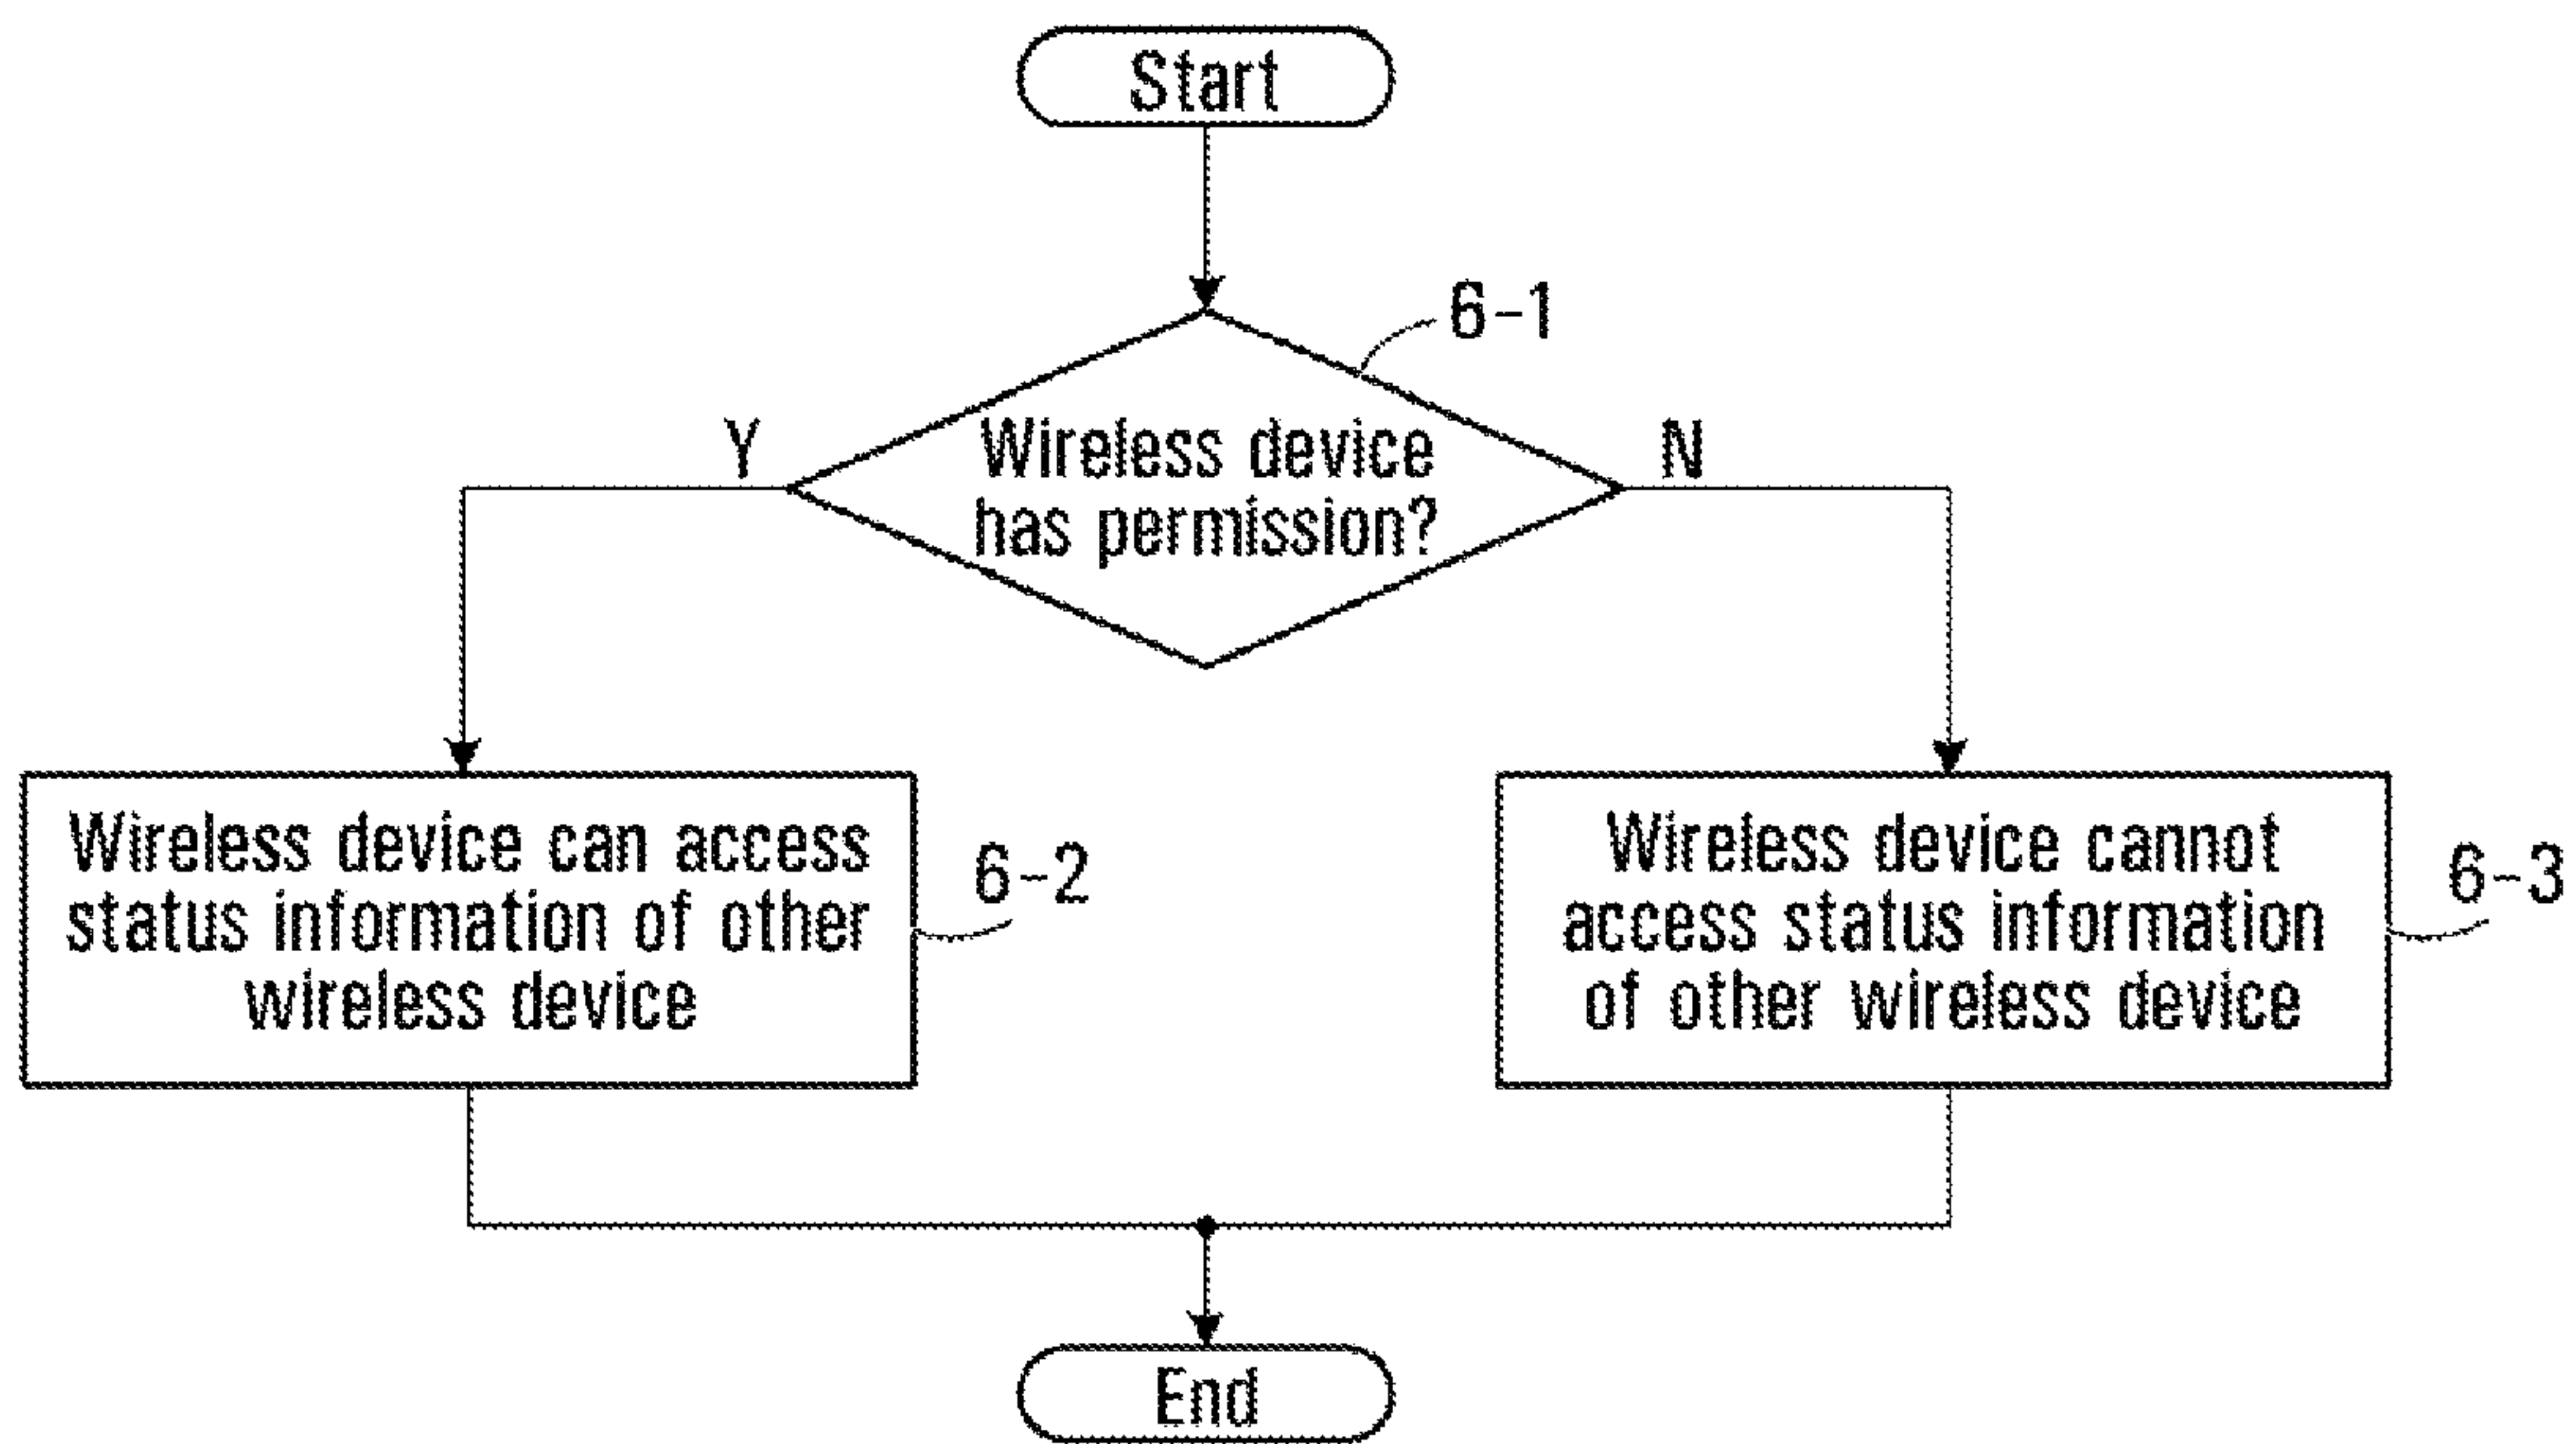 Start
6-1
Y
Wireless device
has permission?
N
Wireless device can access
status information of other
wireless device
6-2
Wireless device cannot
access status information
of other wireless device
6-3
End